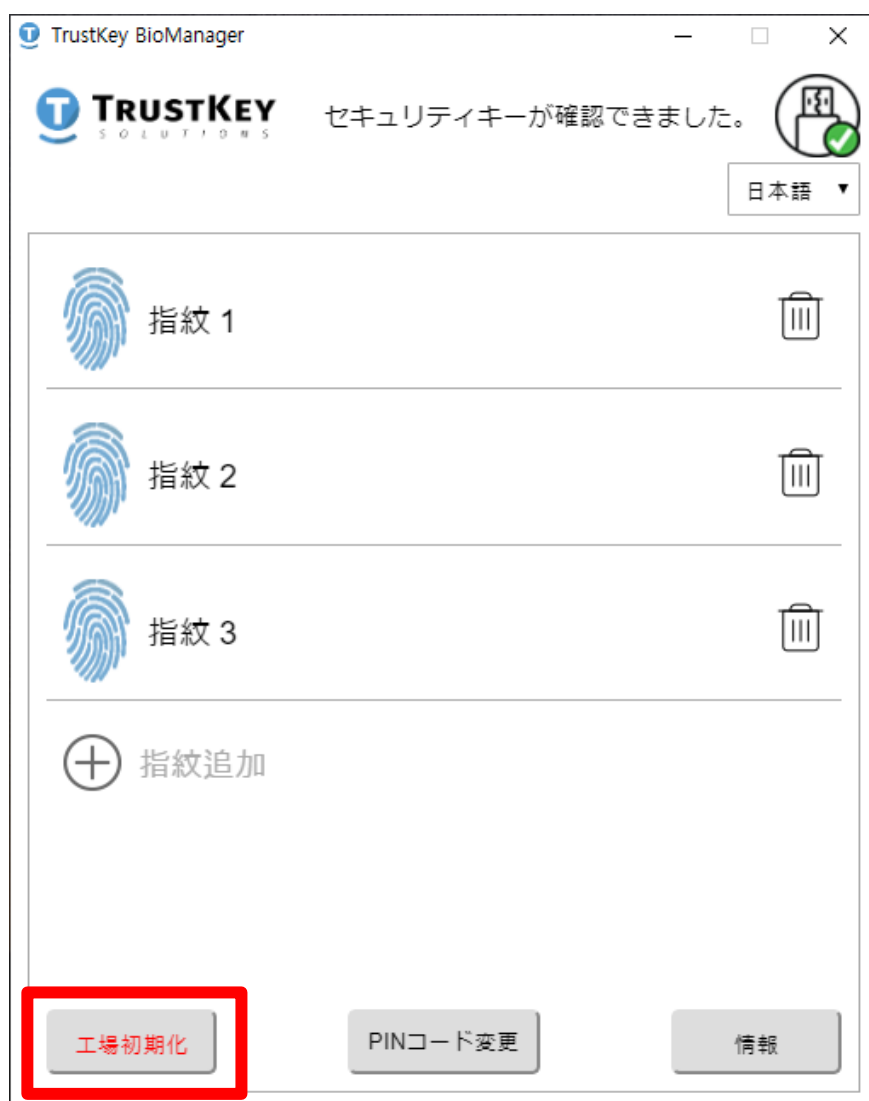 TrustKey BioManager
TRUSTKEY
SOLUTIONS
セキュリティキーが確認できました。
日本語
指紋 1
指紋 2
指紋 3
指紋追加
工場初期化
PINコード変更
情報